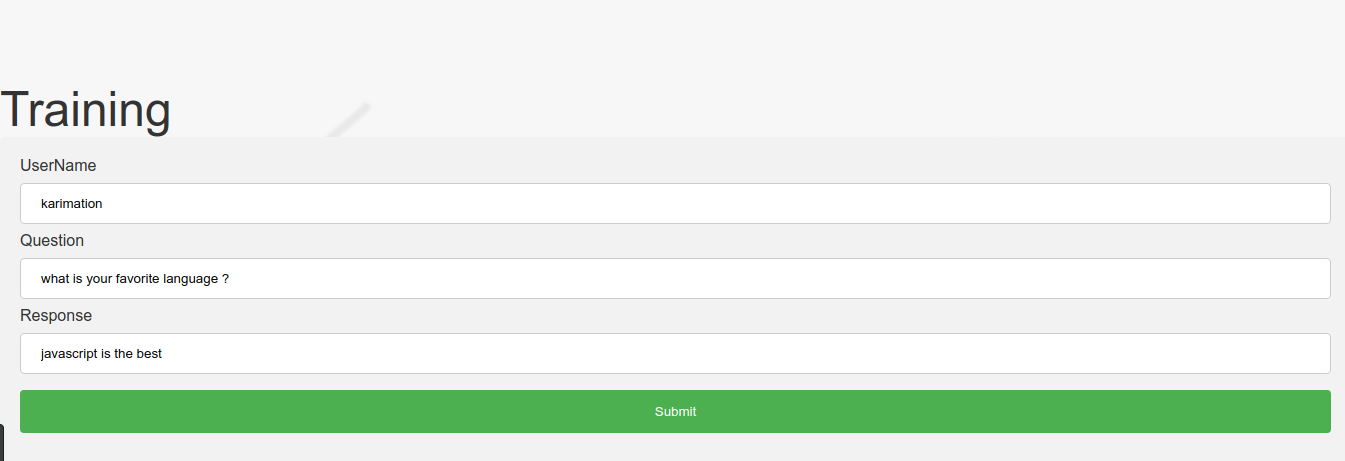 Training
UserName
karimation
Question
what is your favorite language ?
Response
javascript is the best
Submit